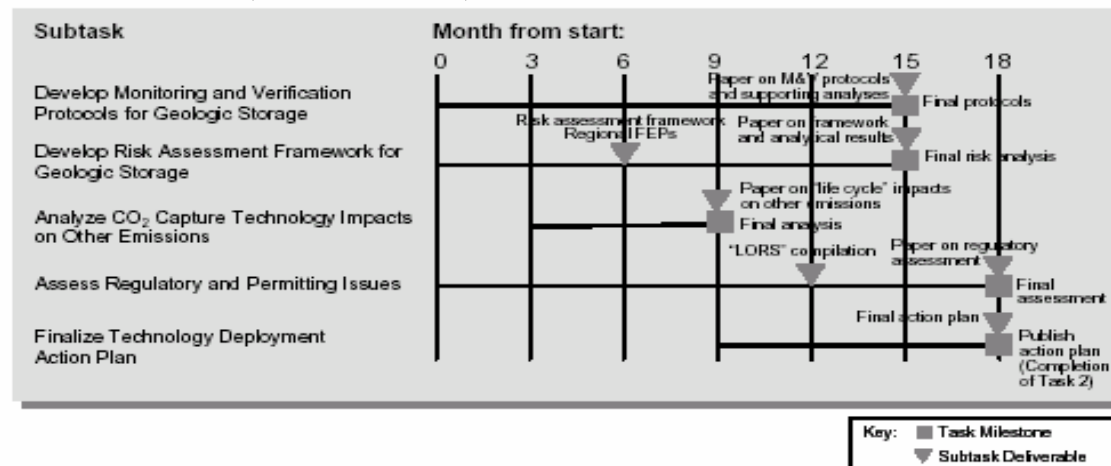 Subtask
Month from start:
0 3 6 9 12 15 18
Develop Monitoring and Verification
Protocols for Geologic Storage
Paper on M&V protocols
and supporting analyses
Final protocols
Develop Risk Assessment Framework for
Geologic Storage
Risk assessment framework
Regional FEPs
Paper on framework
and analytical results
Final risk analysis
Analyze CO₂ Capture Technology Impacts
on Other Emissions
Paper on "life cycle" impacts
on other emissions
Final analysis
Assess Regulatory and Permitting Issues
"LORS" compilation
Paper on regulatory
assessment
Final
assessment
Finalize Technology Deployment
Action Plan
Final action plan
Publish
action plan
(Completion
of Task 2)
Key: Task Milestone
Subtask Deliverable